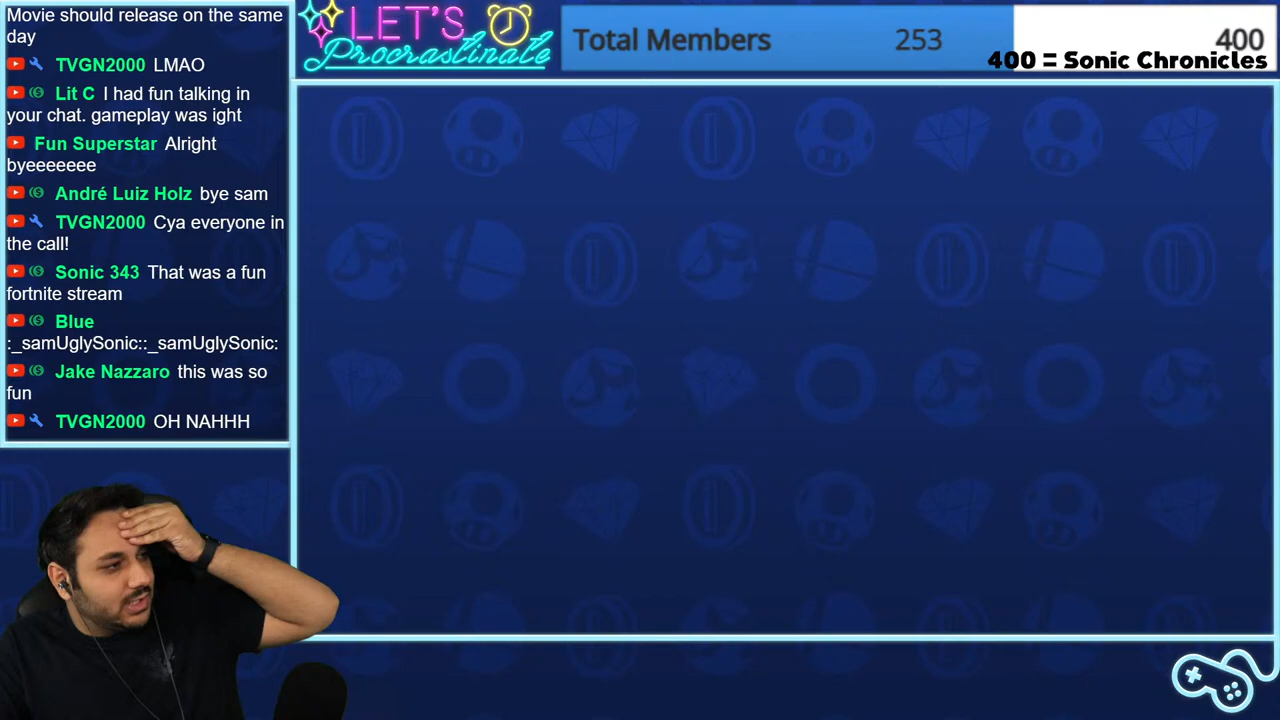 Movie should release on the same
day
TVGN2000 LMAO
Lit C I had fun talking in
your chat. gameplay was ight
Fun Superstar Alright
byeeeeeee
André Luiz Holz bye sam
TVGN2000 Cya everyone in
the call!
Sonic 343 That was a fun
fortnite stream
Blue
:_samUglySonic::_samUglySonic:
Jake Nazzaro this was so
fun
TVGN2000 OH NAHHH
LET'S
Procrastinate
Total Members 253 400
400 = Sonic Chronicles